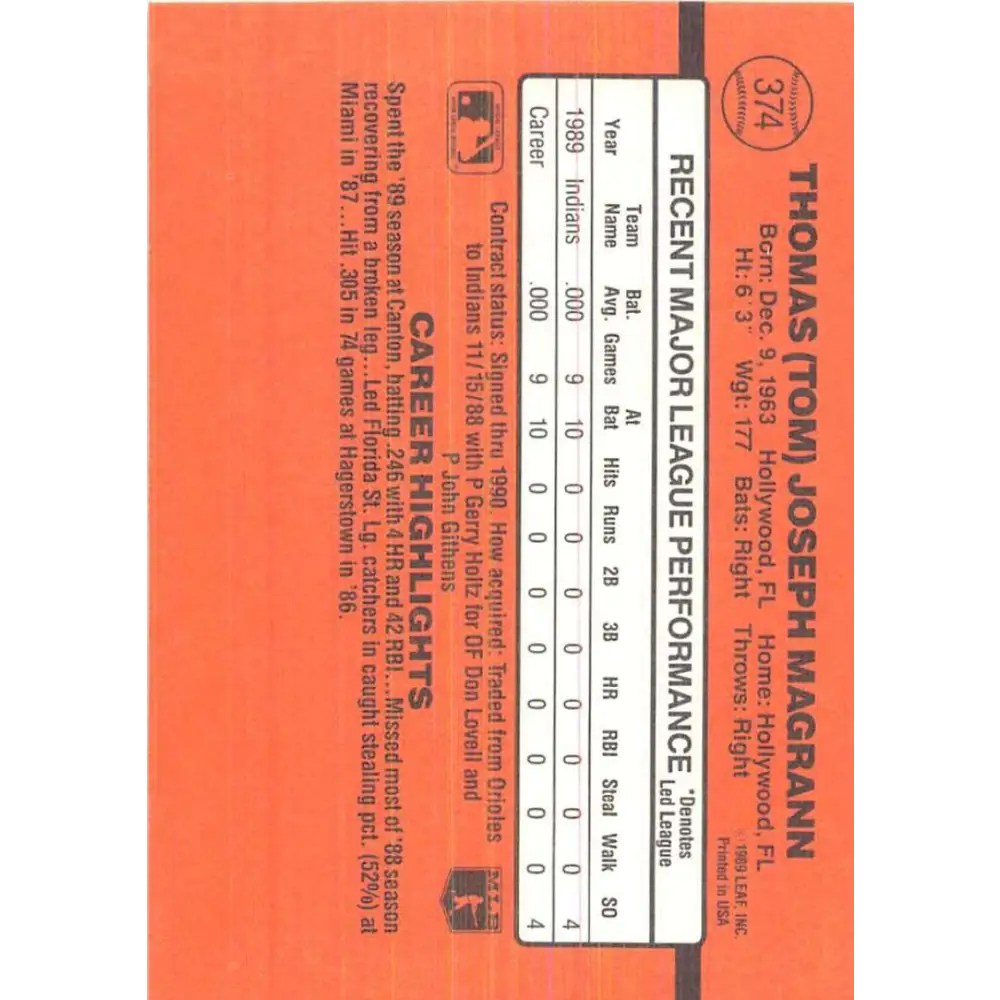 374
THOMAS (TOM) JOSEPH MAGRANN
Born: Dec. 9, 1963 Hollywood, FL Home: Hollywood, FL
Ht: 6'3" Wgt: 177 Bats: Right Throws: Right
© 1989 LEAF, INC.
Printed in USA
RECENT MAJOR LEAGUE PERFORMANCE *Denotes Led League
Year Team Name Bat. Avg. Games At Bat Hits Runs 2B 3B HR RBI Steal Walk SO
1989 Indians .000 9 10 0 0 0 0 0 0 0 0 4
Career .000 9 10 0 0 0 0 0 0 0 0 4
Contract status: Signed thru 1990. How acquired: Traded from Orioles
to Indians 11/15/88 with P Gerry Holtz for OF Don Lovell and
P John Githens
MLB
CAREER HIGHLIGHTS
Spent the '89 season at Canton, batting .246 with 4 HR and 42 RBI...Missed most of '88 season
recovering from a broken leg...Led Florida St. Lg. catchers in caught stealing pct. (52%) at
Miami in '87...Hit .305 in 74 games at Hagerstown in '86.